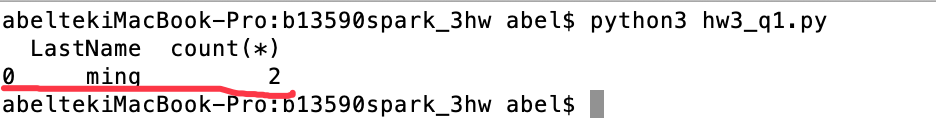 abeltekiMacBook-Pro:b13590spark_3hw abel$ python3 hw3_q1.py
LastName count(*)
0 ming 2
abeltekiMacBook-Pro:b13590spark_3hw abel$